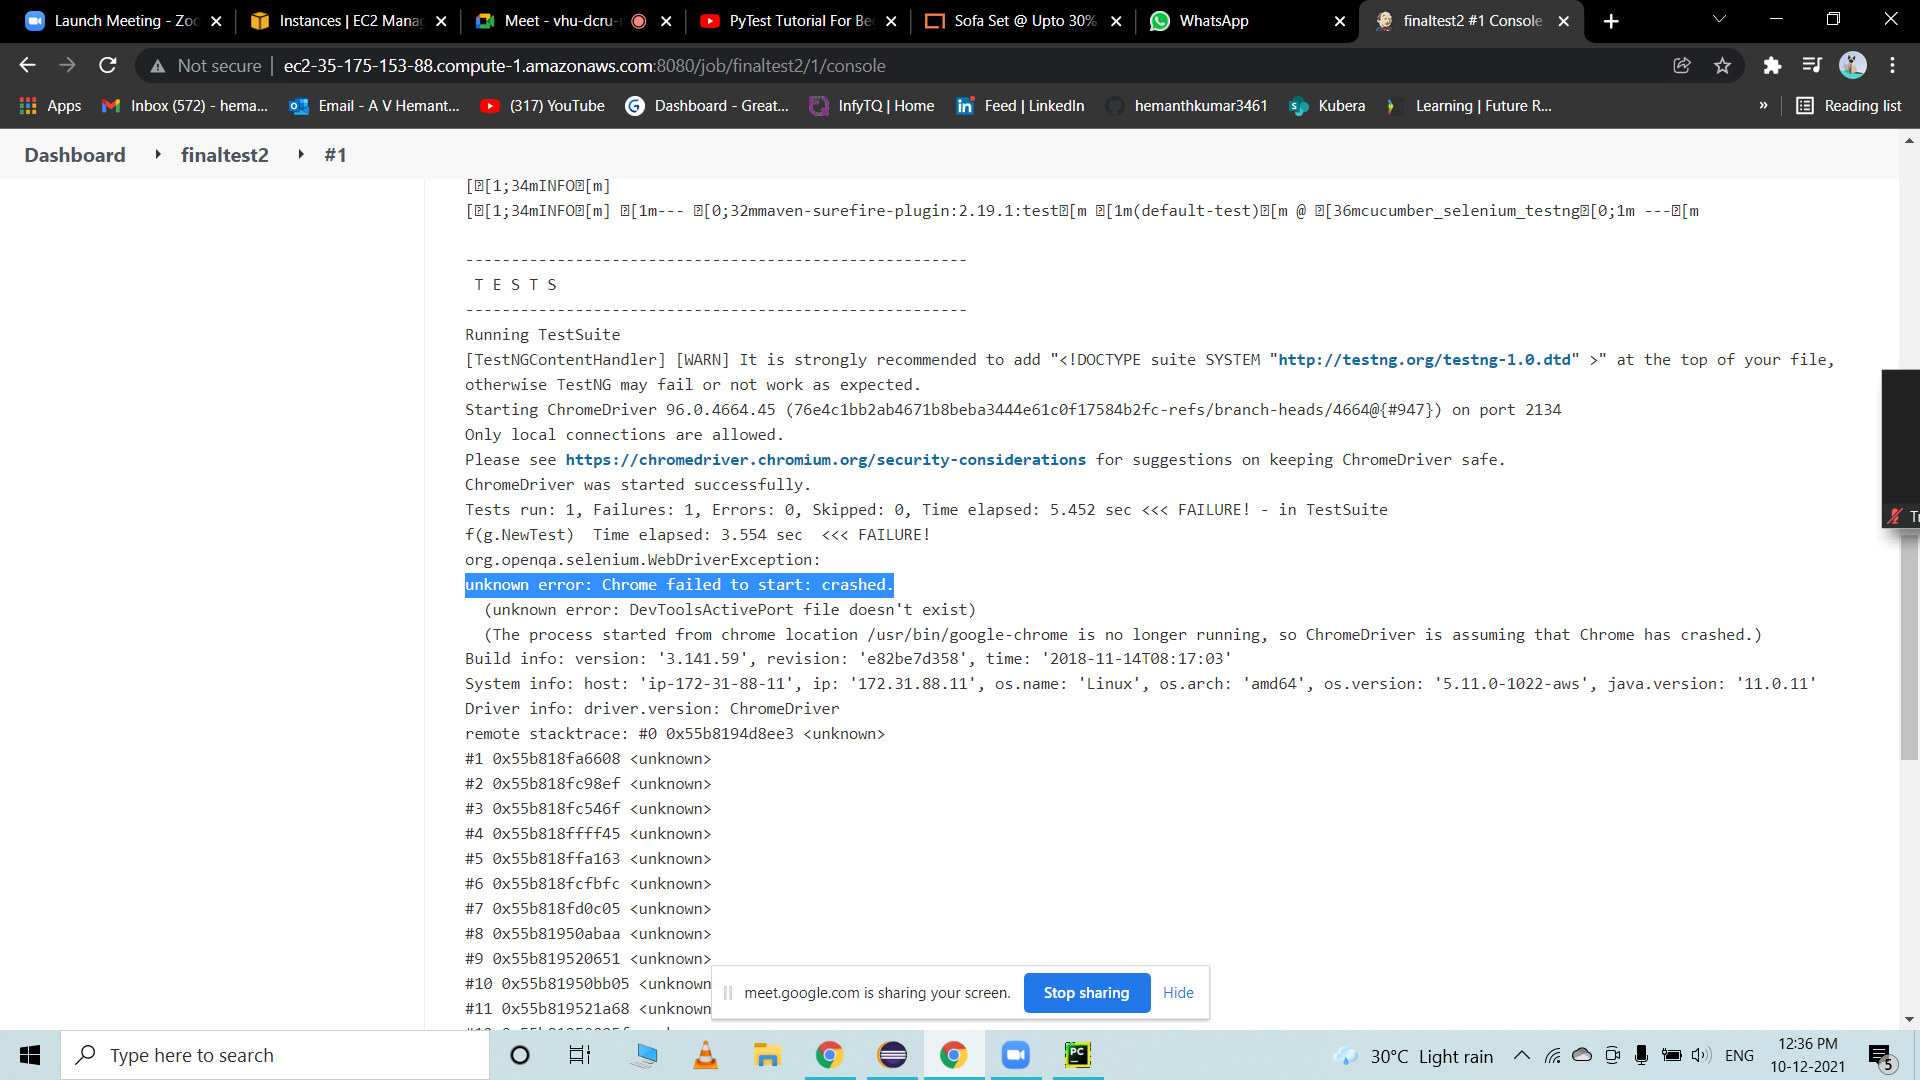 Launch Meeting - Zoo
Instances | EC2 Manag
Meet - vhu-dcru-
PyTest Tutorial For Be
Sofa Set @ Upto 30%
WhatsApp
finaltest2 #1 Console
Not secure
ec2-35-175-153-88.compute-1.amazonaws.com:8080/job/finaltest2/1/console
Apps
Inbox (572) - hema...
Email - A V Hemant...
(317) YouTube
Dashboard - Great...
InfyTQ | Home
Feed | LinkedIn
hemanthkumar3461
Kubera
Learning | Future R...
»
Reading list
Dashboard
finaltest2
#1
[[1;34mINFO[m]
[[1;34mINFO[m] [1m--- [0;32mmaven-surefire-plugin:2.19.1:test[m [1m(default-test)[m @ [36mcucumber_selenium_testng[0;1m ---[m
-------------------------------------------------------
T E S T S
-------------------------------------------------------
Running TestSuite
[TestNGContentHandler] [WARN] It is strongly recommended to add "<!DOCTYPE suite SYSTEM "http://testng.org/testng-1.0.dtd" >" at the top of your file,
otherwise TestNG may fail or not work as expected.
Starting ChromeDriver 96.0.4664.45 (76e4c1bb2ab4671b8beba3444e61c0f17584b2fc-refs/branch-heads/4664@{#947}) on port 2134
Only local connections are allowed.
Please see https://chromedriver.chromium.org/security-considerations for suggestions on keeping ChromeDriver safe.
ChromeDriver was started successfully.
Tests run: 1, Failures: 1, Errors: 0, Skipped: 0, Time elapsed: 5.452 sec <<< FAILURE! - in TestSuite
f(g.NewTest)  Time elapsed: 3.554 sec  <<< FAILURE!
org.openqa.selenium.WebDriverException:
unknown error: Chrome failed to start: crashed.
(unknown error: DevToolsActivePort file doesn't exist)
(The process started from chrome location /usr/bin/google-chrome is no longer running, so ChromeDriver is assuming that Chrome has crashed.)
Build info: version: '3.141.59', revision: 'e82be7d358', time: '2018-11-14T08:17:03'
System info: host: 'ip-172-31-88-11', ip: '172.31.88.11', os.name: 'Linux', os.arch: 'amd64', os.version: '5.11.0-1022-aws', java.version: '11.0.11'
Driver info: driver.version: ChromeDriver
remote stacktrace: #0 0x55b8194d8ee3 <unknown>
#1 0x55b818fa6608 <unknown>
#2 0x55b818fc98ef <unknown>
#3 0x55b818fc546f <unknown>
#4 0x55b818ffff45 <unknown>
#5 0x55b818ffa163 <unknown>
#6 0x55b818fcfbfc <unknown>
#7 0x55b818fd0c05 <unknown>
#8 0x55b81950abaa <unknown>
#9 0x55b819520651 <unknown>
#10 0x55b81950bb05 <unknown
#11 0x55b819521a68 <unknown
meet.google.com is sharing your screen.
Stop sharing
Hide
Type here to search
PC
30°C
Light rain
ENG
12:36 PM
10-12-2021
5